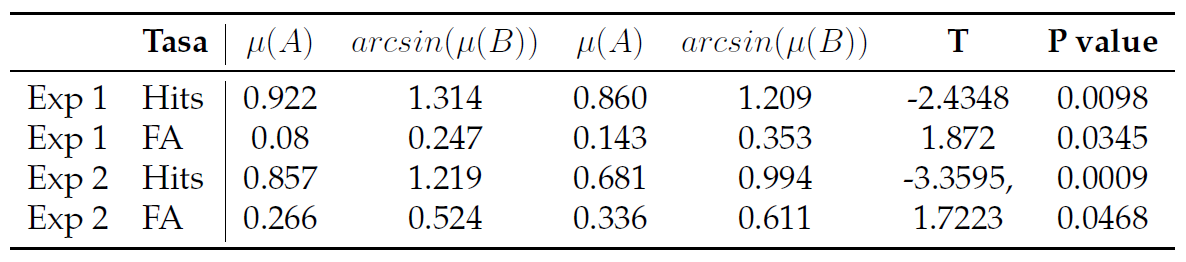 Tasa μ(A) arcsin(μ(B)) μ(A) arcsin(μ(B)) T P value
Exp 1 Hits 0.922 1.314 0.860 1.209 -2.4348 0.0098
Exp 1 FA 0.08 0.247 0.143 0.353 1.872 0.0345
Exp 2 Hits 0.857 1.219 0.681 0.994 -3.3595, 0.0009
Exp 2 FA 0.266 0.524 0.336 0.611 1.7223 0.0468